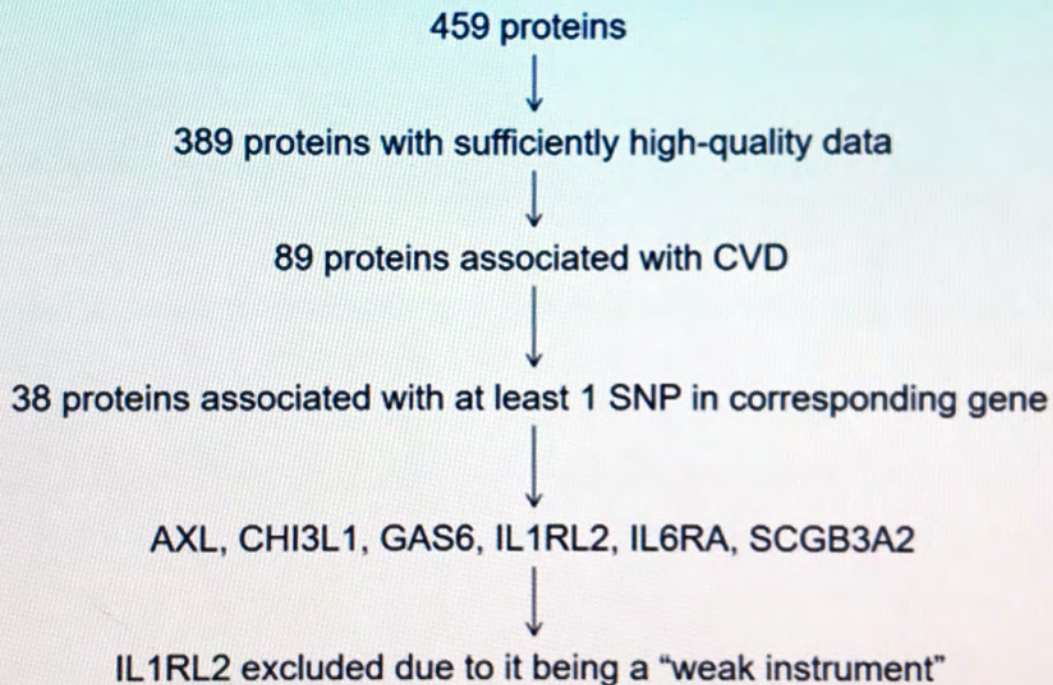 459 proteins
389 proteins with sufficiently high-quality data
89 proteins associated with CVD
38 proteins associated with at least 1 SNP in corresponding gene
AXL, CHI3L1, GAS6, IL1RL2, IL6RA, SCGB3A2
IL1RL2 excluded due to it being a “weak instrument”